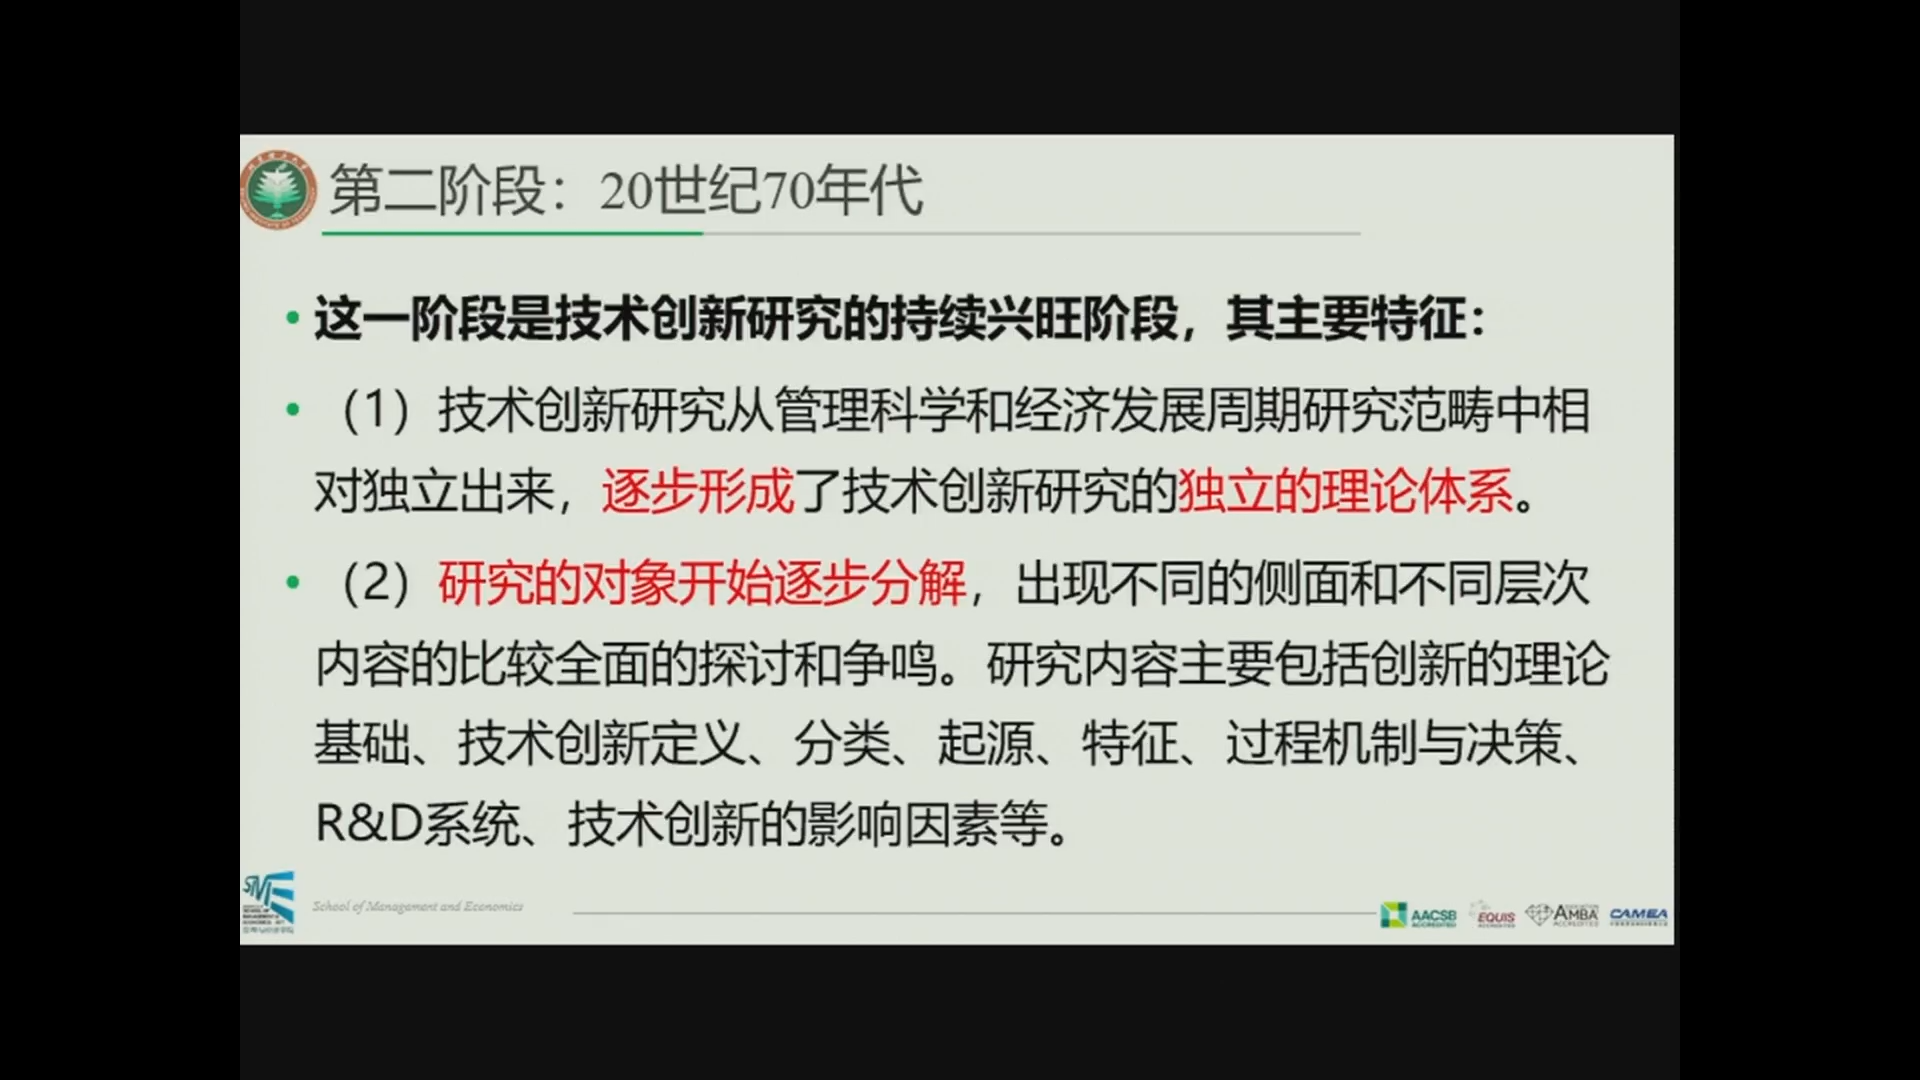 第二阶段：20世纪70年代
• 这一阶段是技术创新研究的持续兴旺阶段，其主要特征：
• （1）技术创新研究从管理科学和经济发展周期研究范畴中相
对独立出来，逐步形成了技术创新研究的独立的理论体系。
• （2）研究的对象开始逐步分解，出现不同的侧面和不同层次
内容的比较全面的探讨和争鸣。研究内容主要包括创新的理论
基础、技术创新定义、分类、起源、特征、过程机制与决策、
R&D系统、技术创新的影响因素等。
School of Management and Economics
AACSB
ACCREDITED
EQUIS
ACCREDITED
AMBA
ACCREDITED
CAMEA